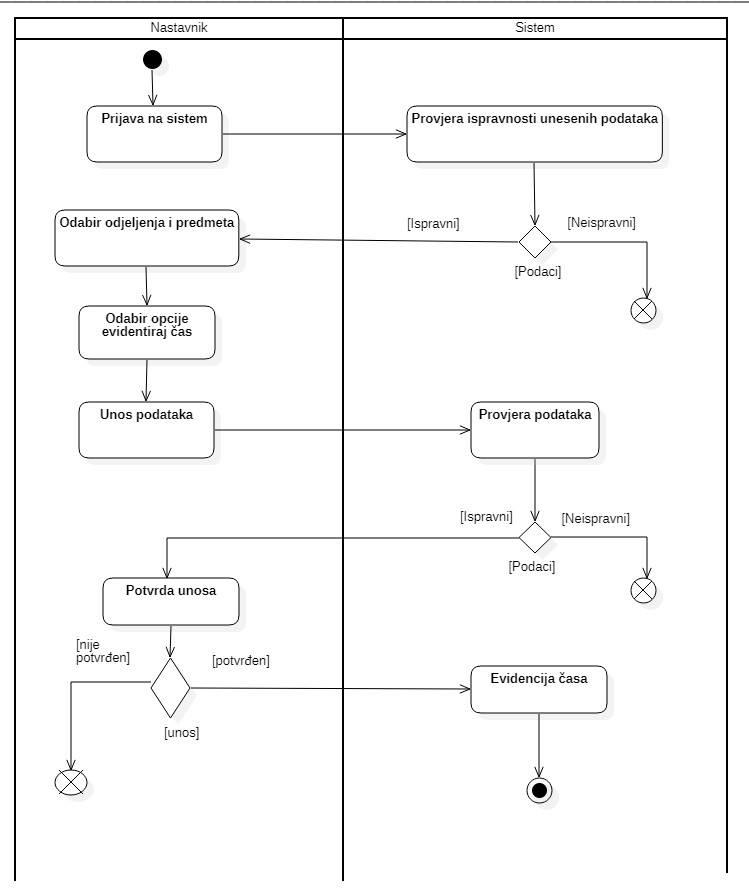 Nastavnik
Sistem
Prijava na sistem
Provjera ispravnosti unesenih podataka
Odabir odjeljenja i predmeta
[Ispravni]
[Neispravni]
[Podaci]
Odabir opcije
evidentiraj čas
Unos podataka
Provjera podataka
[Ispravni]
[Neispravni]
[Podaci]
Potvrda unosa
[nije
potvrđen]
[potvrđen]
[unos]
Evidencija časa